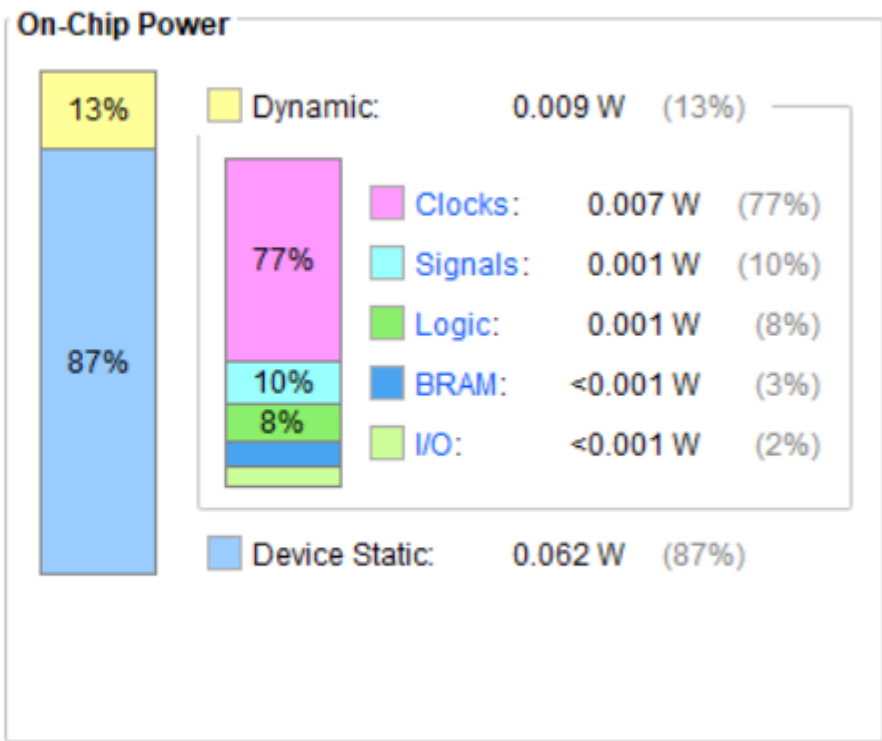 On-Chip Power
13%
Dynamic: 0.009 W (13%)
77%
Clocks: 0.007 W (77%)
Signals: 0.001 W (10%)
Logic: 0.001 W (8%)
87%
10%
BRAM: <0.001 W (3%)
8%
I/O: <0.001 W (2%)
Device Static: 0.062 W (87%)